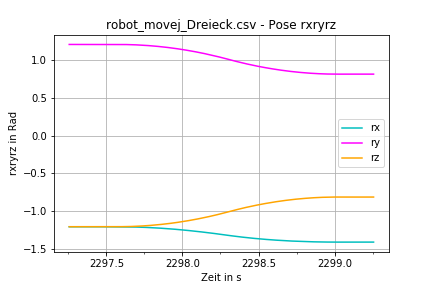 robot_movej_Dreieck.csv - Pose rxryrz
rxryrz in Rad
1.0
0.5
0.0
−0.5
−1.0
−1.5
rx
ry
rz
2297.5 2298.0 2298.5 2299.0
Zeit in s